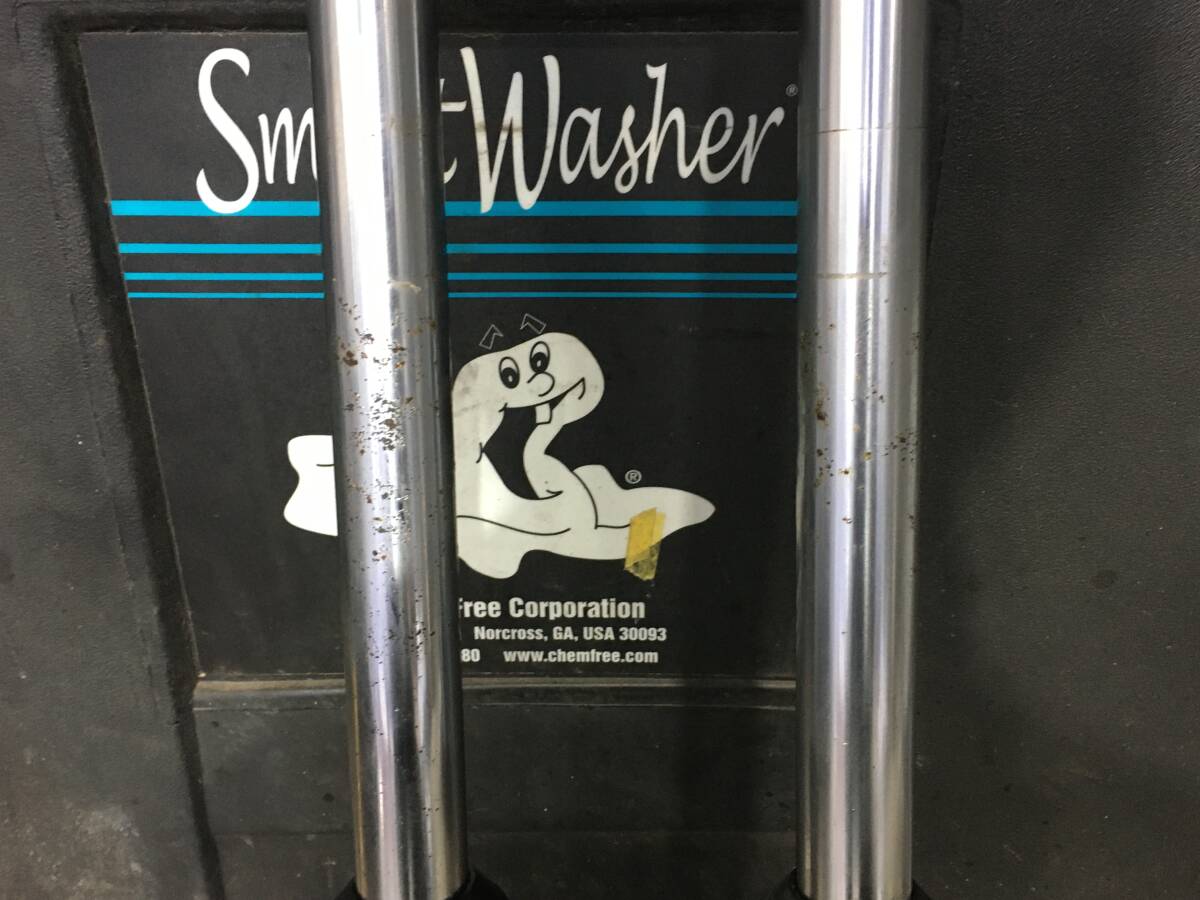 Sm t Washer®
®
Free Corporation
Norcross, GA, USA 30093
80 www.chemfree.com